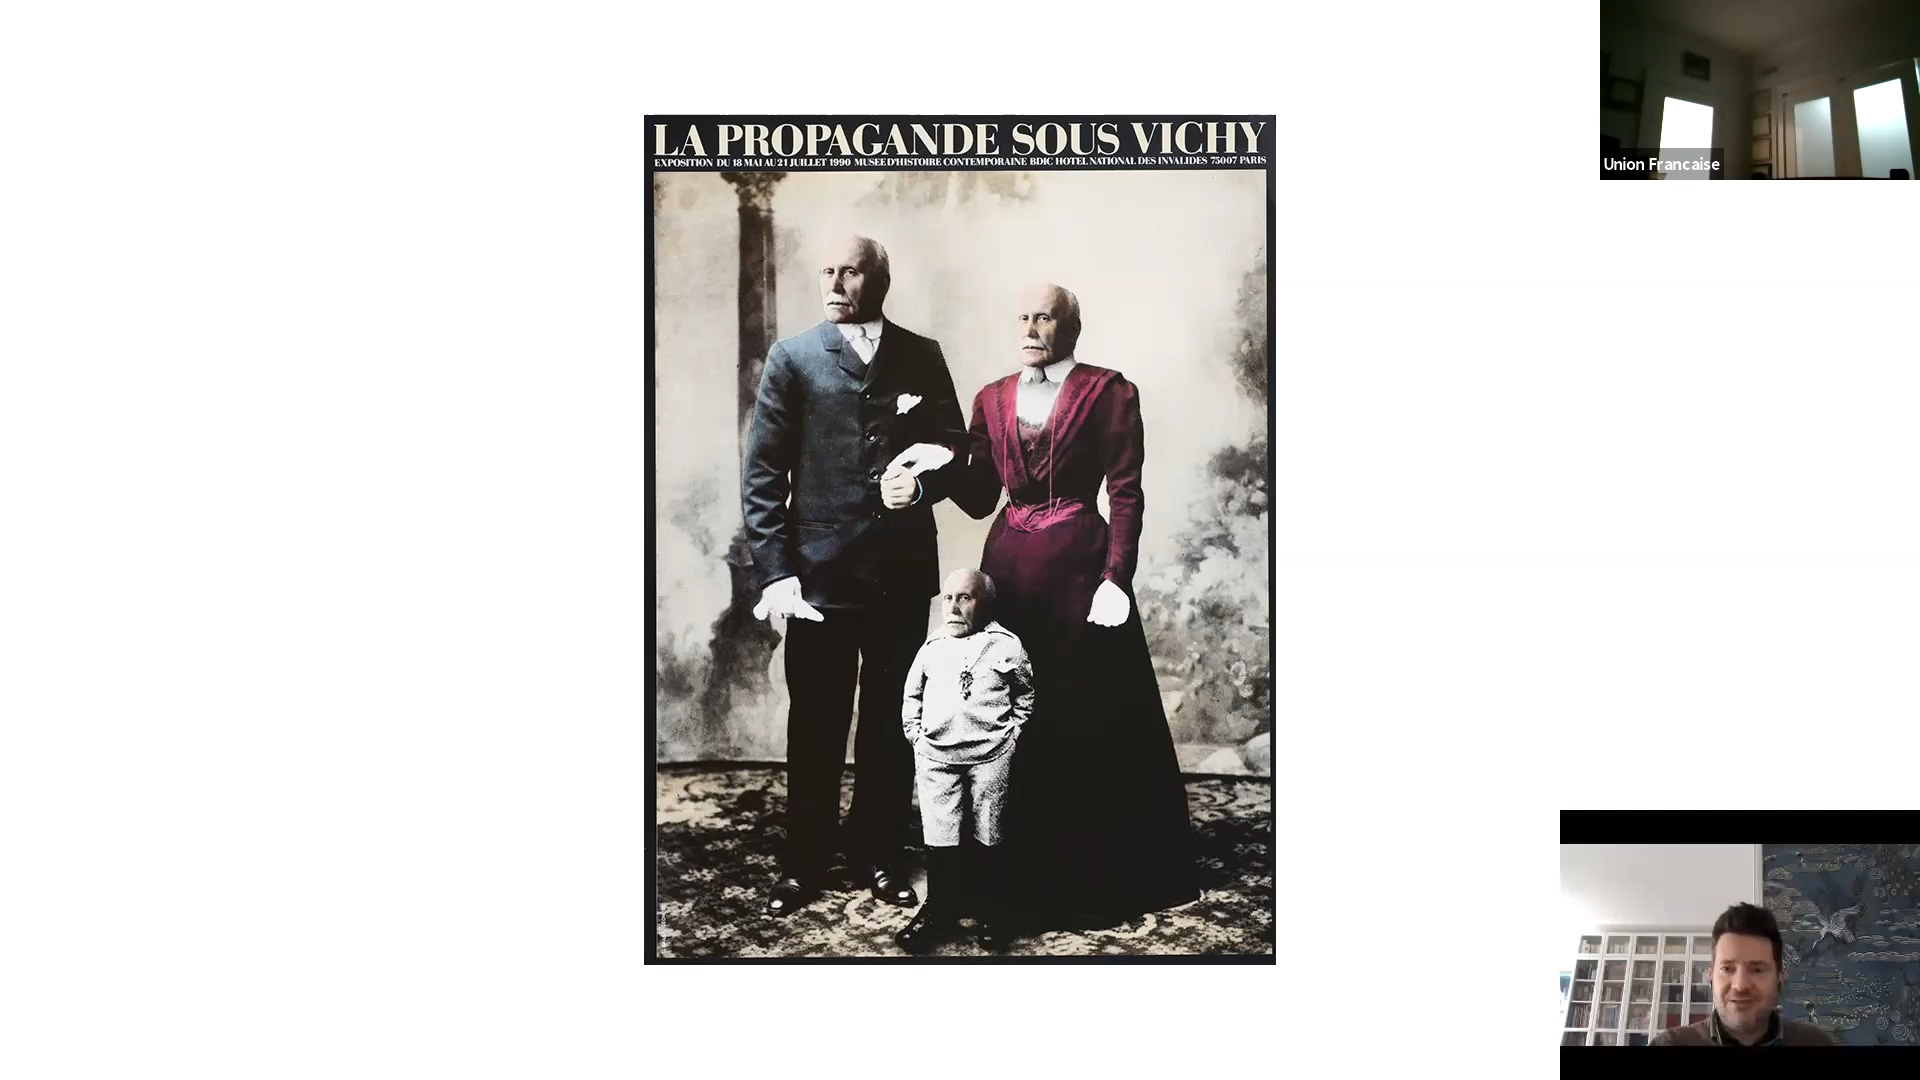 LA PROPAGANDE SOUS VICHY
EXPOSITION DU 18 MAI AU 21 JUILLET 1990 MUSEE D'HISTOIRE CONTEMPORAINE BDIC HOTEL NATIONAL DES INVALIDES 75007 PARIS
Union Francaise